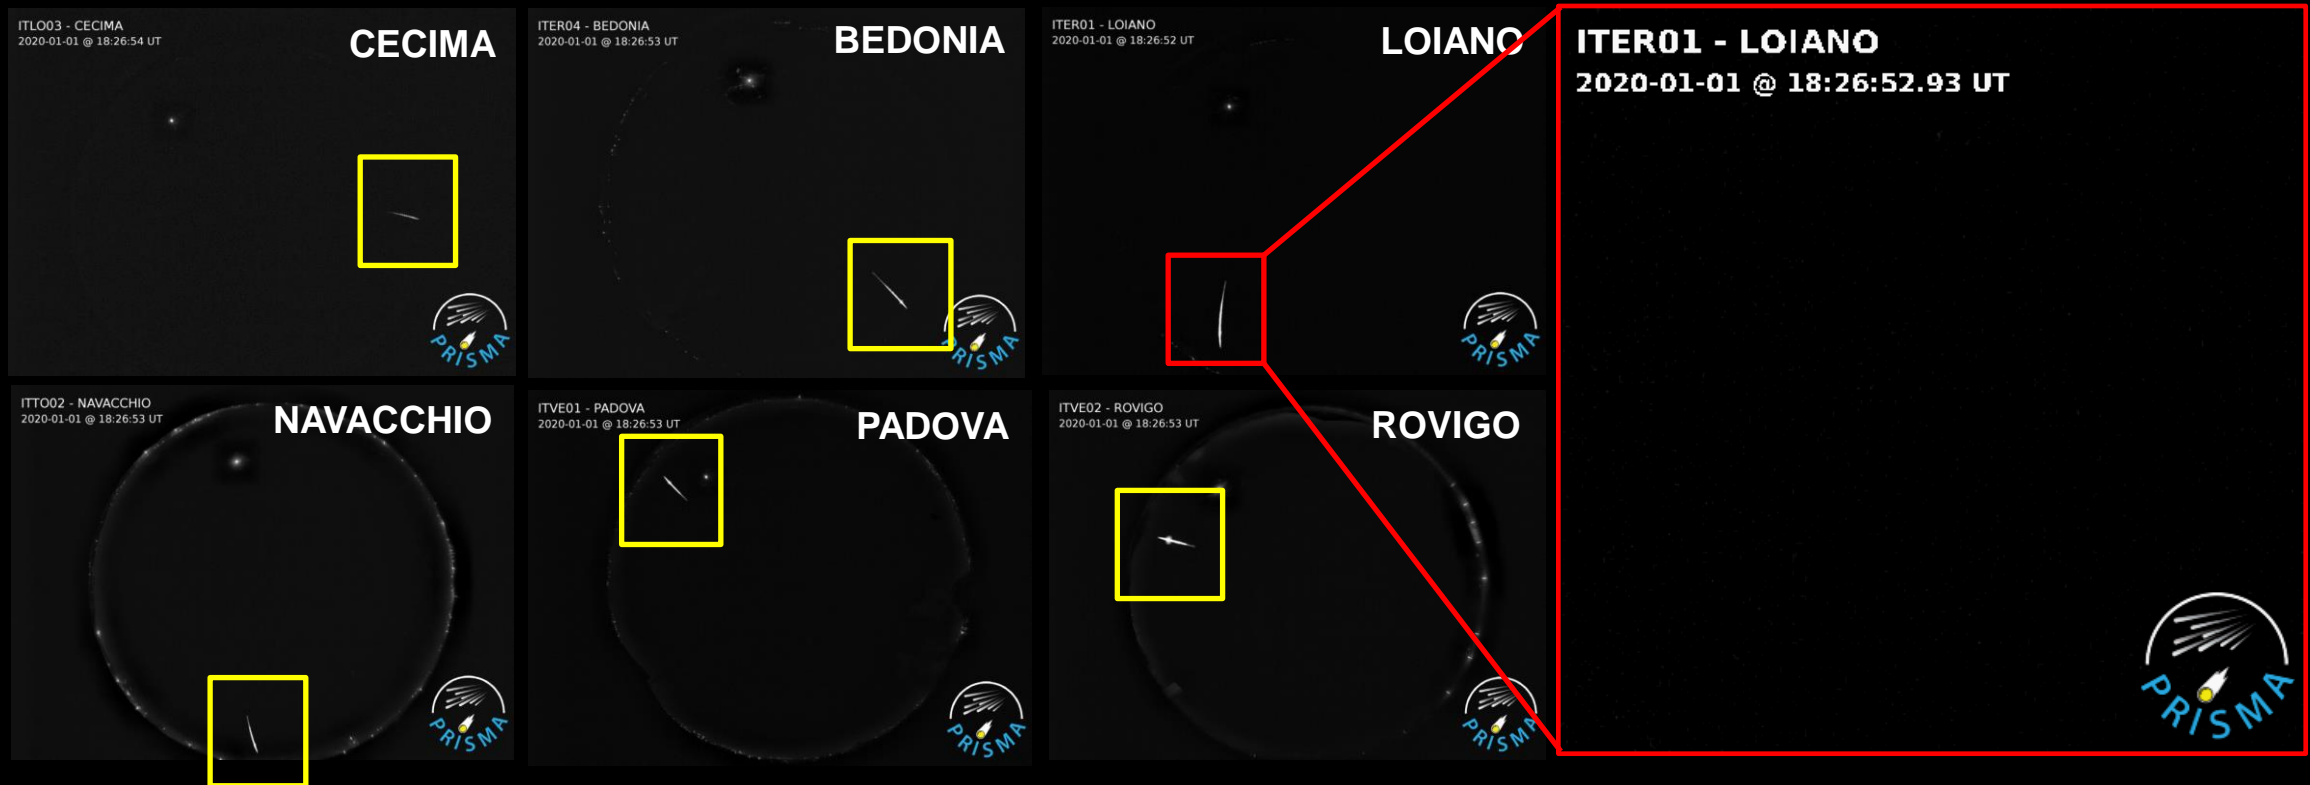 ITLO03 - CECIMA
2020-01-01 @ 18:26:54 UT
CECIMA
PRISMA
ITER04 - BEDONIA
2020-01-01 @ 18:26:53 UT
BEDONIA
PRISMA
ITER01 - LOIANO
2020-01-01 @ 18:26:52 UT
LOIANO
PRISMA
ITER01 - LOIANO
2020-01-01 @ 18:26:52.93 UT
PRISMA
ITTO02 - NAVACCHIO
2020-01-01 @ 18:26:53 UT
NAVACCHIO
PRISMA
ITVE01 - PADOVA
2020-01-01 @ 18:26:53 UT
PADOVA
PRISMA
ITVE02 - ROVIGO
2020-01-01 @ 18:26:53 UT
ROVIGO
PRISMA